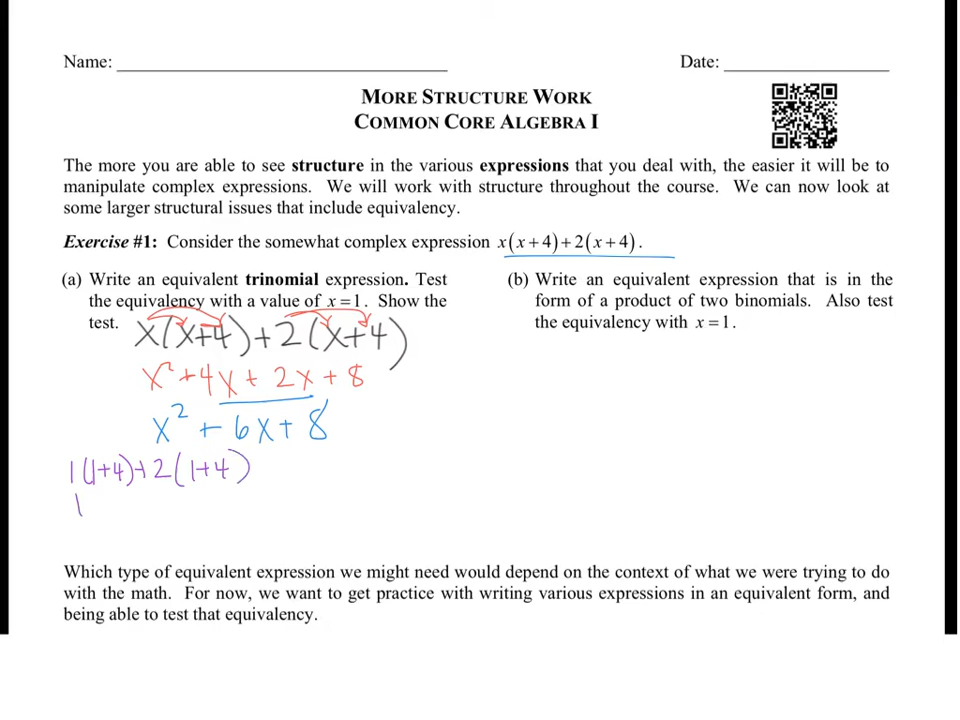 Name: ____________ Date: ____________
MORE STRUCTURE WORK
COMMON CORE ALGEBRA I
The more you are able to see structure in the various expressions that you deal with, the easier it will be to
manipulate complex expressions. We will work with structure throughout the course. We can now look at
some larger structural issues that include equivalency.
Exercise #1: Consider the somewhat complex expression x(x+4)+2(x+4).
(a) Write an equivalent trinomial expression. Test
the equivalency with a value of x=1. Show the
test.
x(x+4)+2(x+4)
x²+4x+2x+8
x²+6x+8
1(1+4)+2(1+4)
1
(b) Write an equivalent expression that is in the
form of a product of two binomials. Also test
the equivalency with x=1.
Which type of equivalent expression we might need would depend on the context of what we were trying to do
with the math. For now, we want to get practice with writing various expressions in an equivalent form, and
being able to test that equivalency.